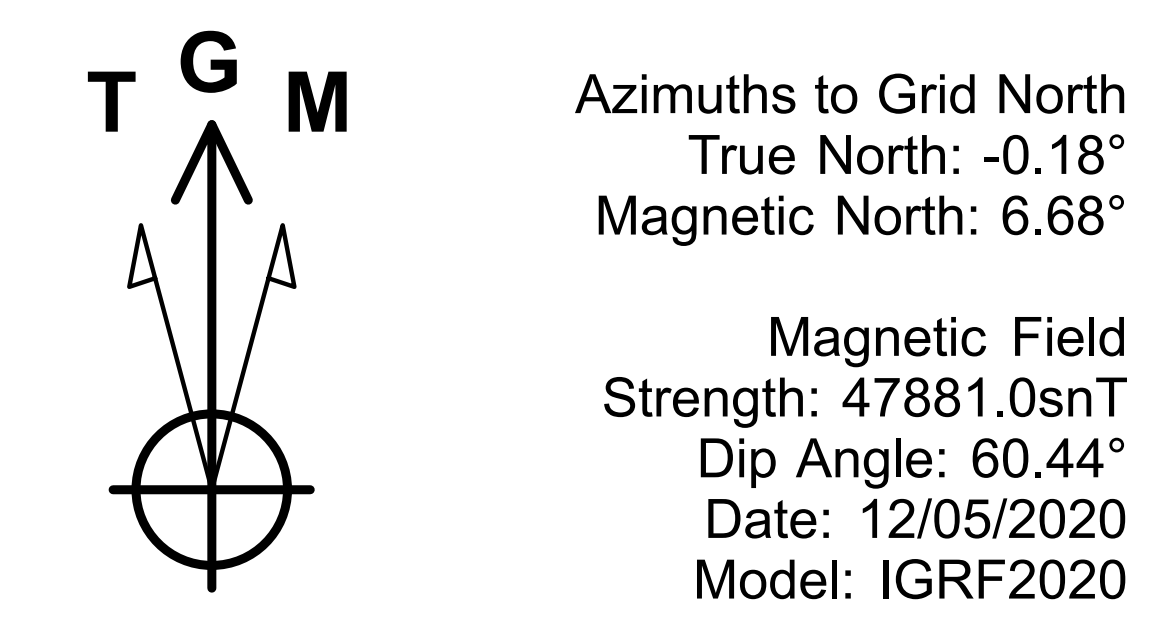 T G M
Azimuths to Grid North
True North: -0.18°
Magnetic North: 6.68°
Magnetic Field
Strength: 47881.0snT
Dip Angle: 60.44°
Date: 12/05/2020
Model: IGRF2020